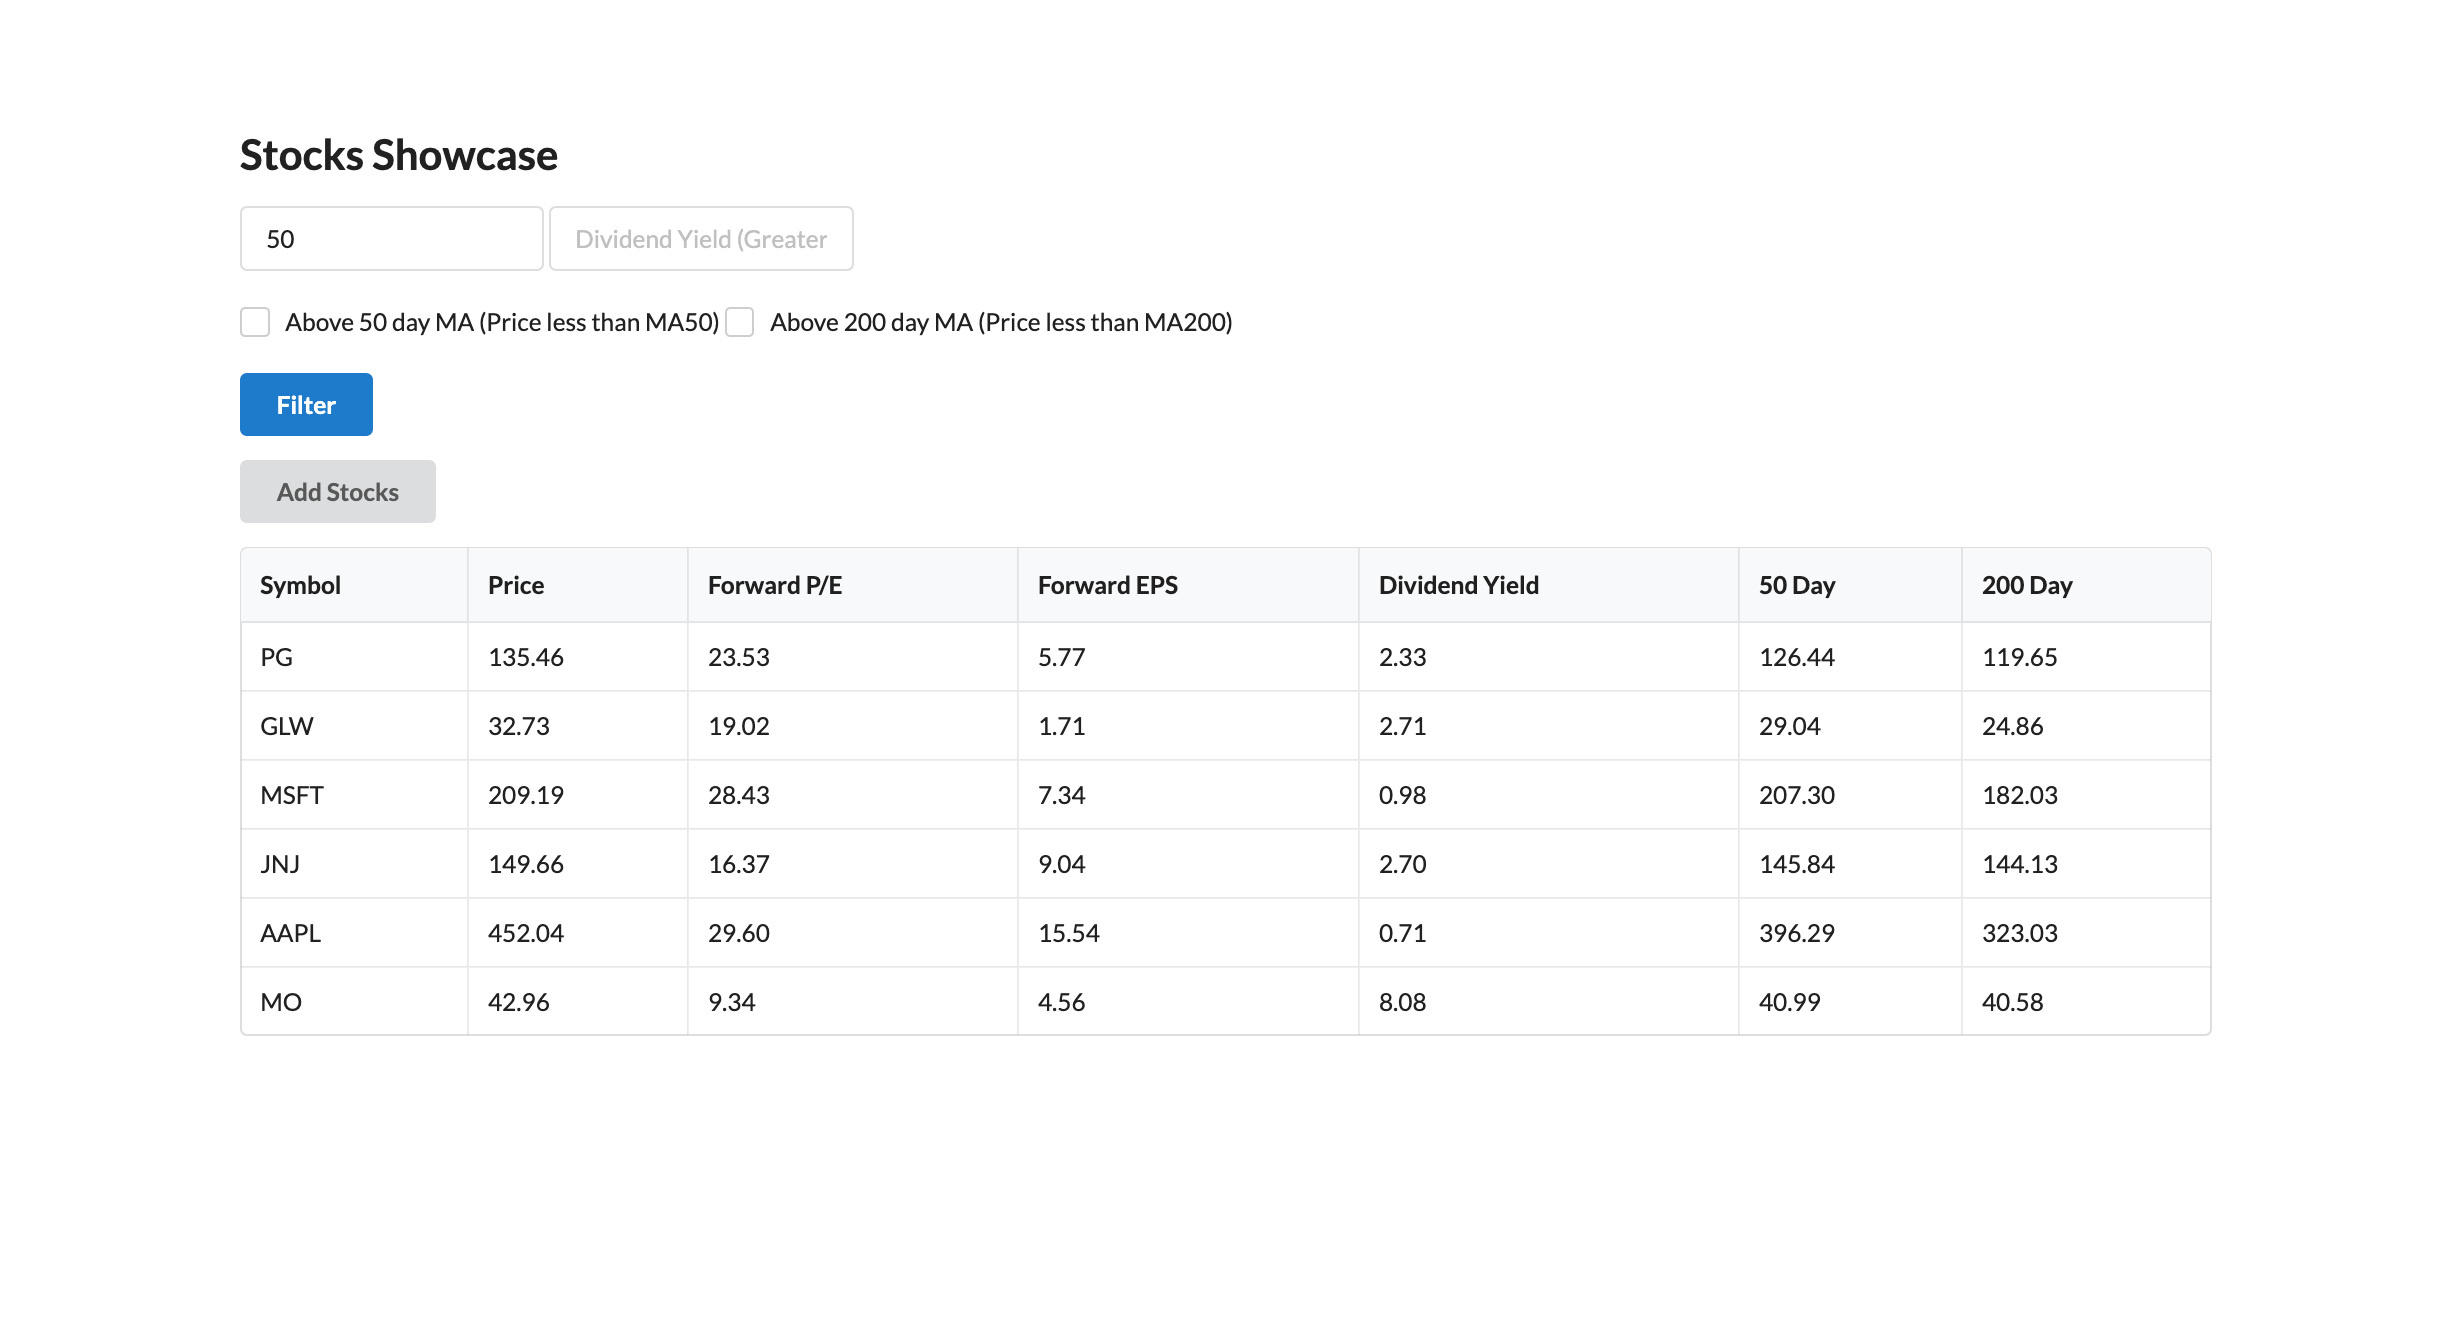 Stocks Showcase
50 Dividend Yield (Greater
Above 50 day MA (Price less than MA50) Above 200 day MA (Price less than MA200)
Filter
Add Stocks
Symbol Price Forward P/E Forward EPS Dividend Yield 50 Day 200 Day
PG 135.46 23.53 5.77 2.33 126.44 119.65
GLW 32.73 19.02 1.71 2.71 29.04 24.86
MSFT 209.19 28.43 7.34 0.98 207.30 182.03
JNJ 149.66 16.37 9.04 2.70 145.84 144.13
AAPL 452.04 29.60 15.54 0.71 396.29 323.03
MO 42.96 9.34 4.56 8.08 40.99 40.58